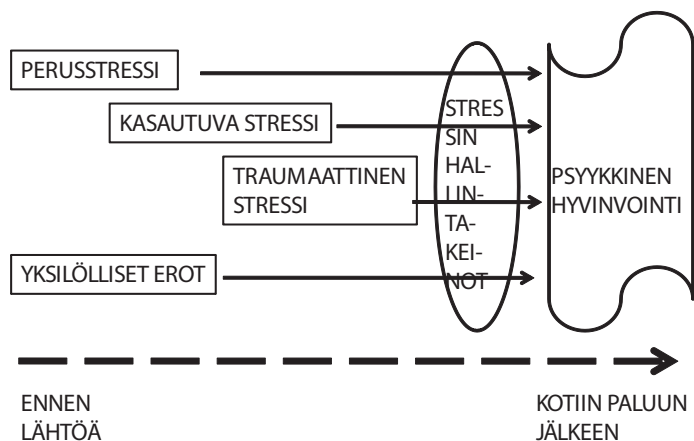 PERUSSTRESSI
KASAUTUVA STRESSI
TRAUMAATTINEN
STRESSI
YKSILÖLLISET EROT
STRES
SIN
HAL-
LIN-
TA-
KEI-
NOT
PSYYKKINEN
HYVINVOINTI
ENNEN
LÄHTÖÄ
KOTIIN PALUUN
JÄLKEEN